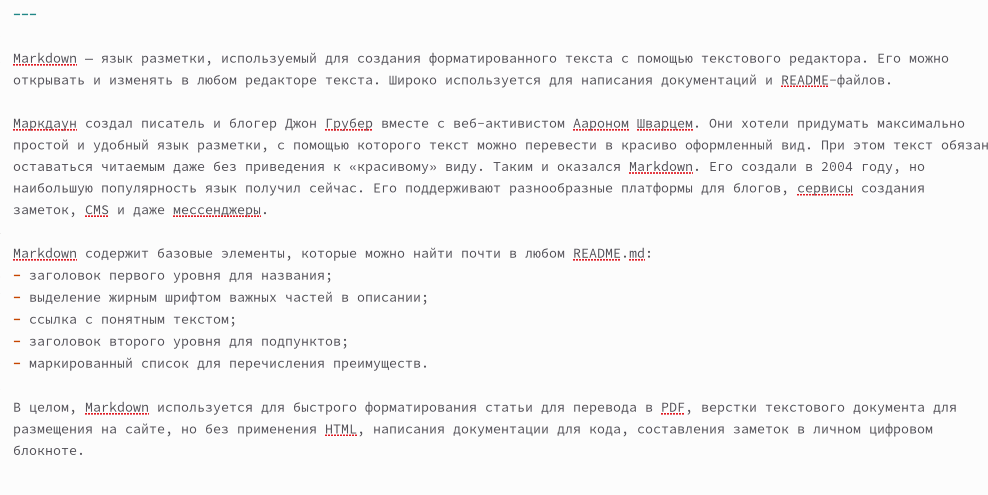 ---
Markdown — язык разметки, используемый для создания форматированного текста с помощью текстового редактора. Его можно
открывать и изменять в любом редакторе текста. Широко используется для написания документаций и README-файлов.
Маркдаун создал писатель и блогер Джон Грубер вместе с веб-активистом Аароном Шварцем. Они хотели придумать максимально
простой и удобный язык разметки, с помощью которого текст можно перевести в красиво оформленный вид. При этом текст обязан
оставаться читаемым даже без приведения к «красивому» виду. Таким и оказался Markdown. Его создали в 2004 году, но
наибольшую популярность язык получил сейчас. Его поддерживают разнообразные платформы для блогов, сервисы создания
заметок, CMS и даже мессенджеры.
Markdown содержит базовые элементы, которые можно найти почти в любом README.md:
- заголовок первого уровня для названия;
- выделение жирным шрифтом важных частей в описании;
- ссылка с понятным текстом;
- заголовок второго уровня для подпунктов;
- маркированный список для перечисления преимуществ.
В целом, Markdown используется для быстрого форматирования статьи для перевода в PDF, верстки текстового документа для
размещения на сайте, но без применения HTML, написания документации для кода, составления заметок в личном цифровом
блокноте.